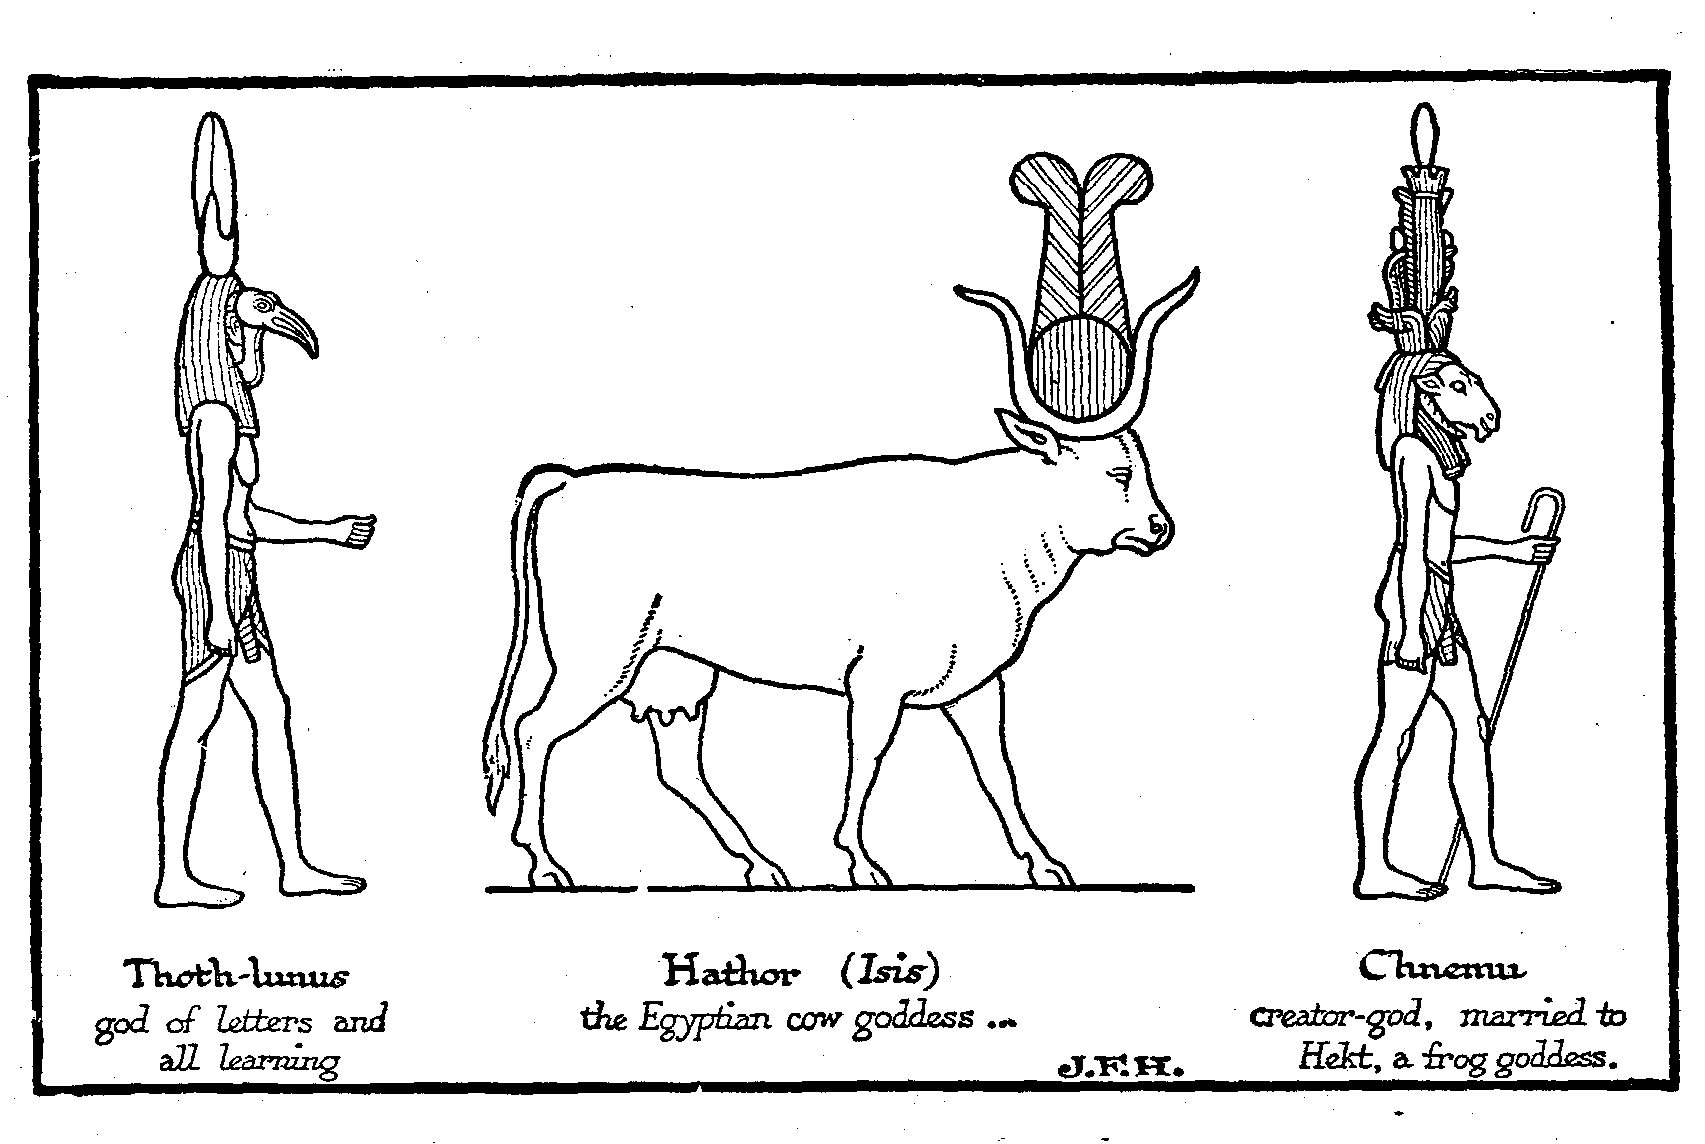 Thoth-lunus
god of letters and
all learning
Hathor (Isis)
the Egyptian cow goddess ...
J.F.H.
Chnemu
creator-god, married to
Hekt, a frog goddess.